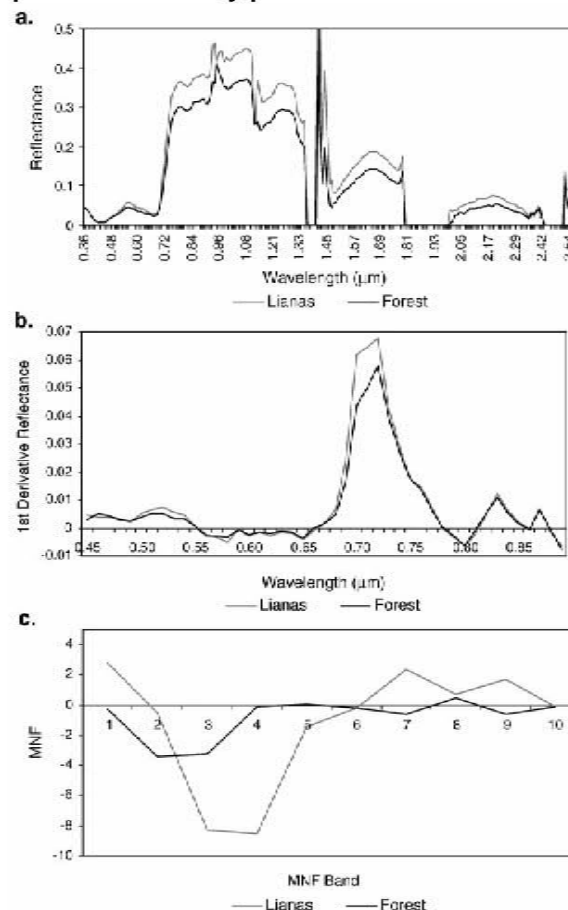 a.
0.5
0.4
0.3
0.2
0.1
0
Reflectance
0.36 0.48 0.60 0.72 0.84 0.96 1.08 1.21 1.33 1.45 1.57 1.69 1.81 1.03 2.05 2.17 2.29 2.42 2.54
Wavelength (µm)
Lianas Forest
b.
0.07
0.06
0.05
0.04
0.03
0.02
0.01
0
-0.01
1st Derivative Reflectance
0.45 0.50 0.55 0.60 0.65 0.70 0.75 0.80 0.85
Wavelength (µm)
Lianas Forest
c.
4
2
0
-2
-4
-6
-8
-10
MNF
1 2 3 4 5 6 7 8 9 10
MNF Band
Lianas Forest